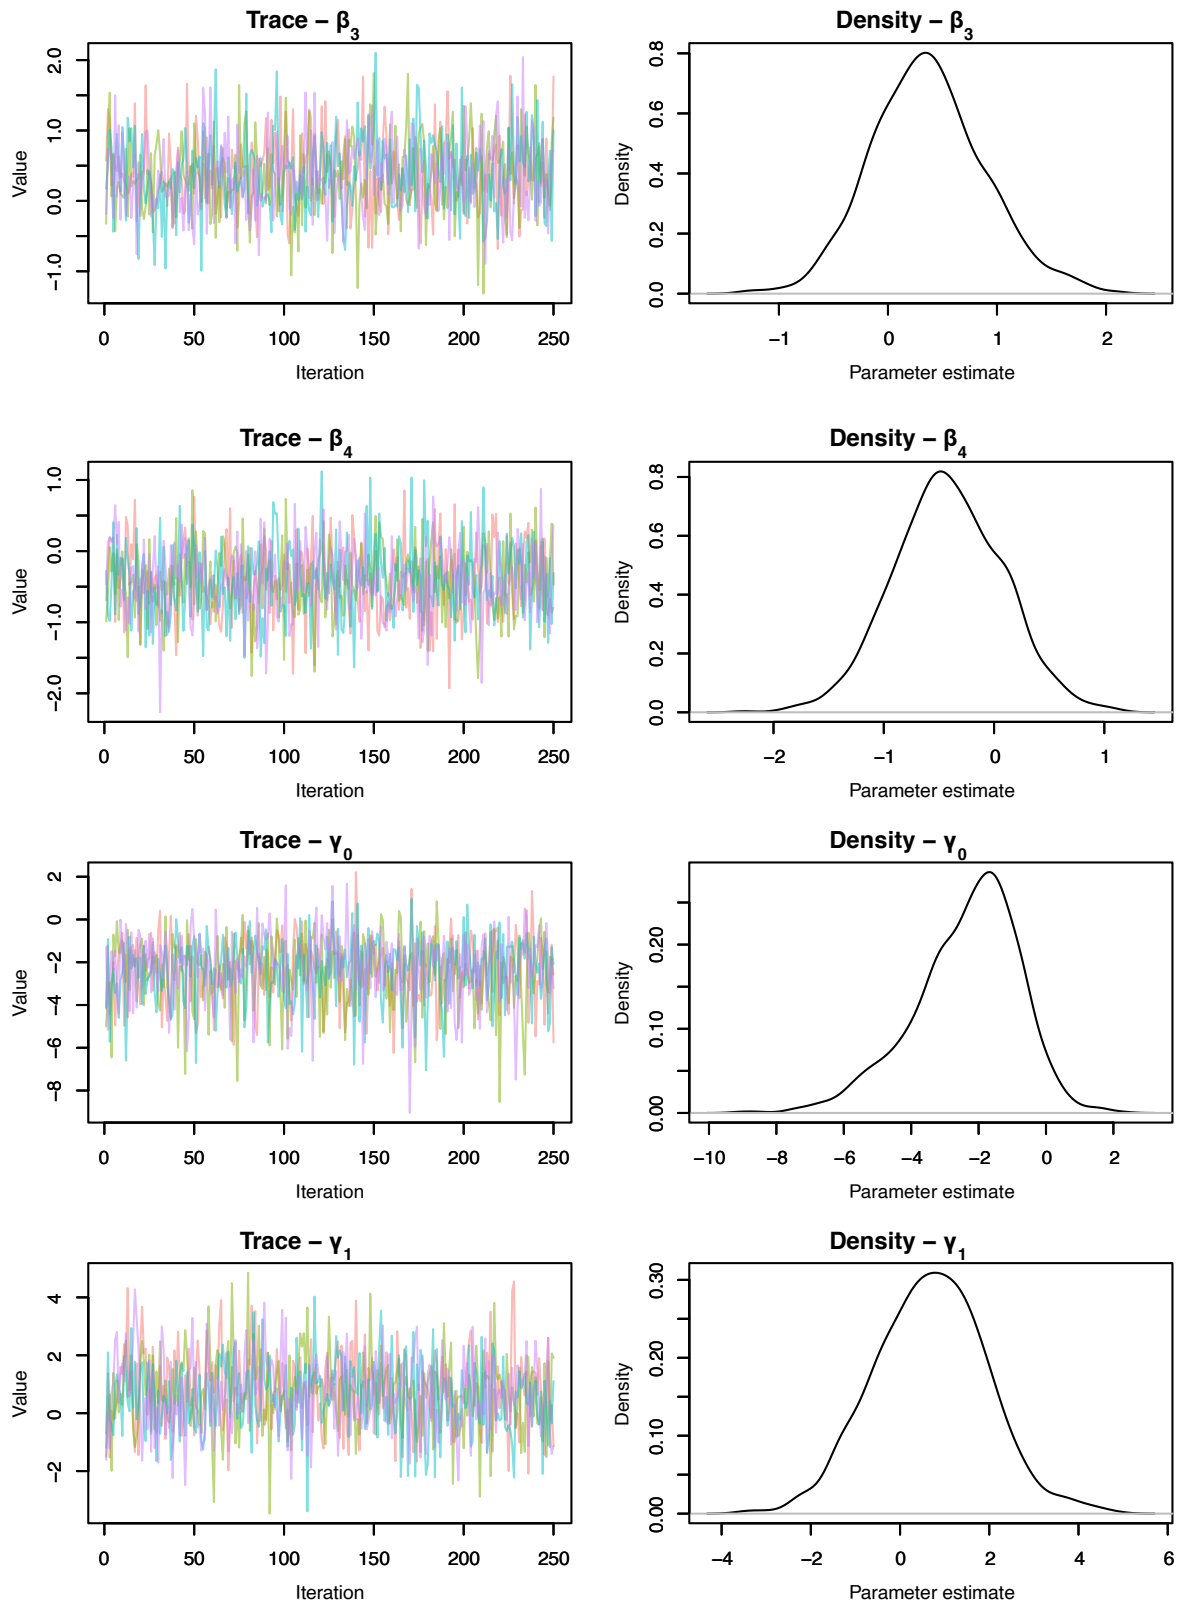 Trace – β3
Density – β3
Value
2.0
1.0
0.0
−1.0
0 50 100 150 200 250
Iteration
Density
0.8
0.6
0.4
0.2
0.0
−1 0 1 2
Parameter estimate
Trace – β4
Density – β4
Value
1.0
0.0
−1.0
−2.0
0 50 100 150 200 250
Iteration
Density
0.8
0.6
0.4
0.2
0.0
−2 −1 0 1
Parameter estimate
Trace – γ0
Density – γ0
Value
2
0
−2
−4
−6
−8
0 50 100 150 200 250
Iteration
Density
0.20
0.10
0.00
−10 −8 −6 −4 −2 0 2
Parameter estimate
Trace – γ1
Density – γ1
Value
4
2
0
−2
0 50 100 150 200 250
Iteration
Density
0.30
0.20
0.10
0.00
−4 −2 0 2 4 6
Parameter estimate